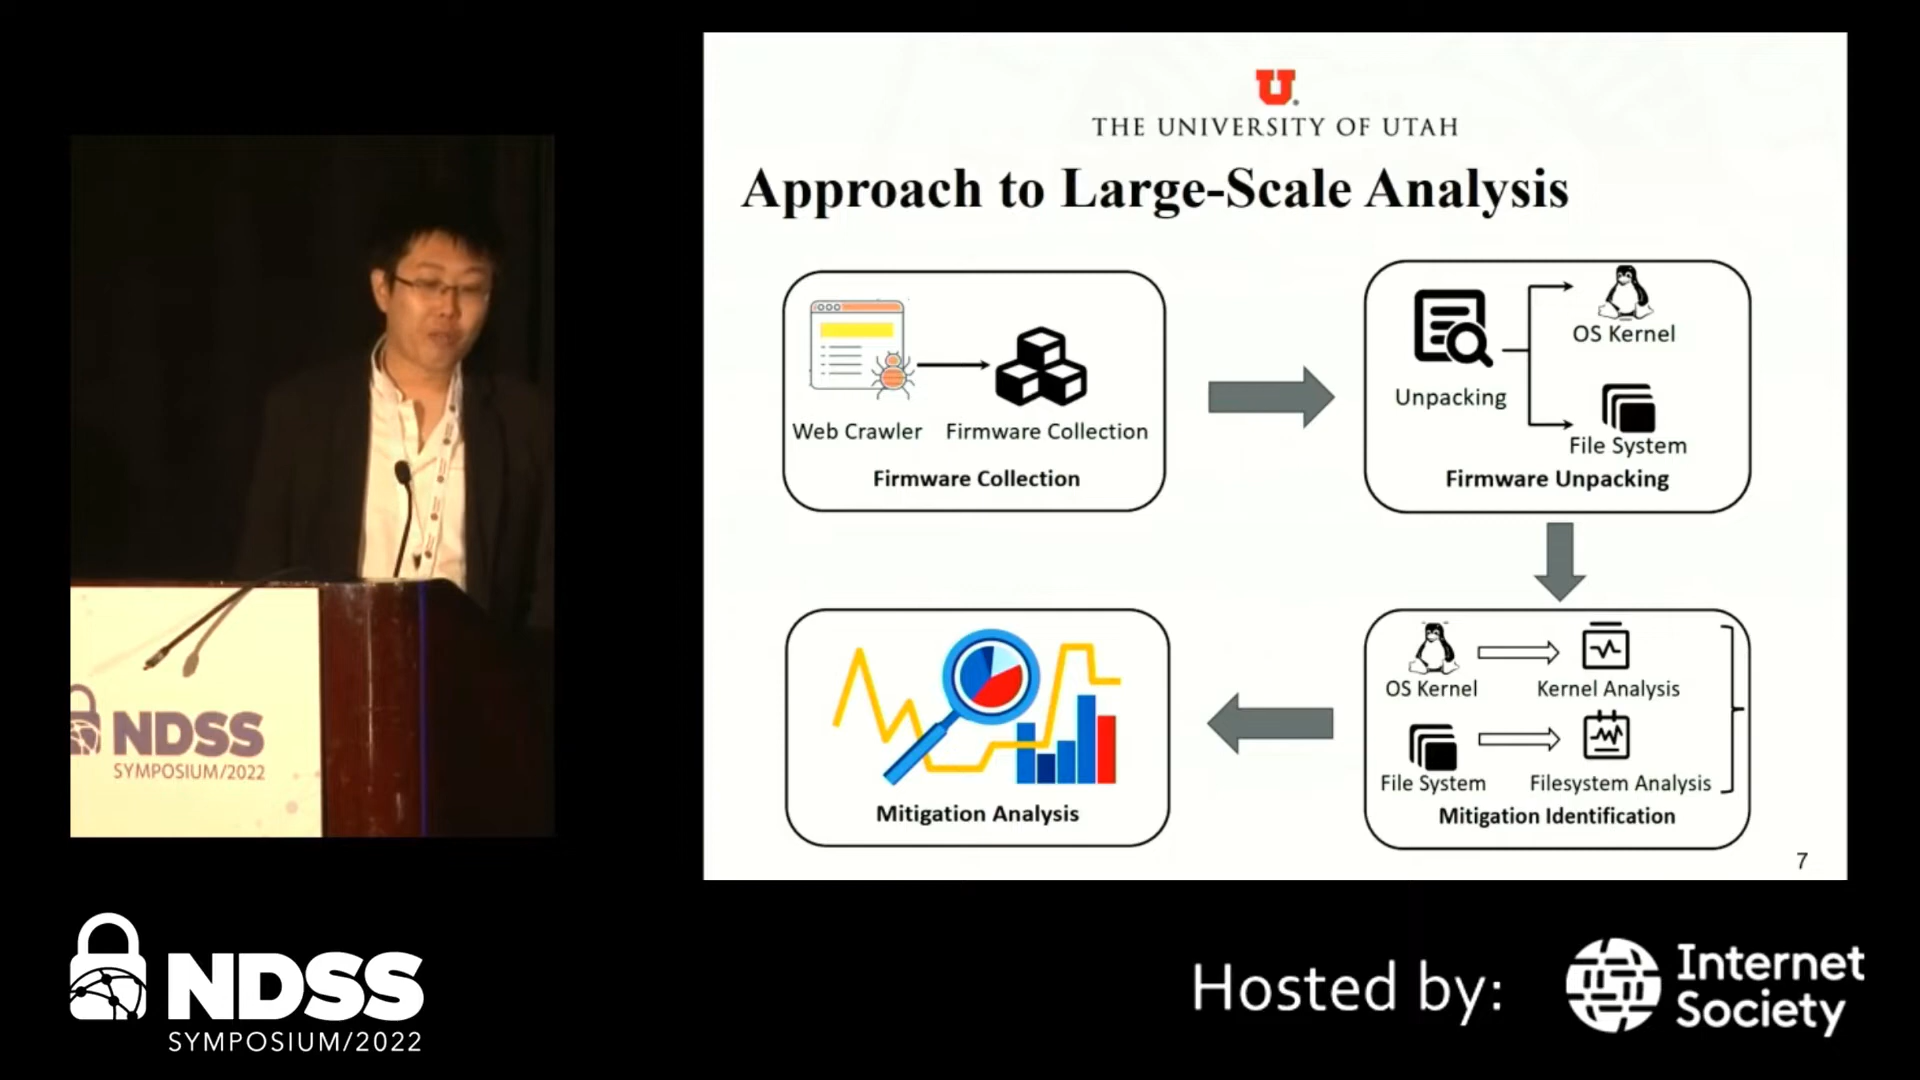 U
THE UNIVERSITY OF UTAH
Approach to Large-Scale Analysis
Web Crawler
Firmware Collection
Firmware Collection
Unpacking
OS Kernel
File System
Firmware Unpacking
OS Kernel
Kernel Analysis
File System
Filesystem Analysis
Mitigation Identification
Mitigation Analysis
7
NDSS
SYMPOSIUM/2022
NDSS
SYMPOSIUM/2022
Hosted by:
Internet
Society